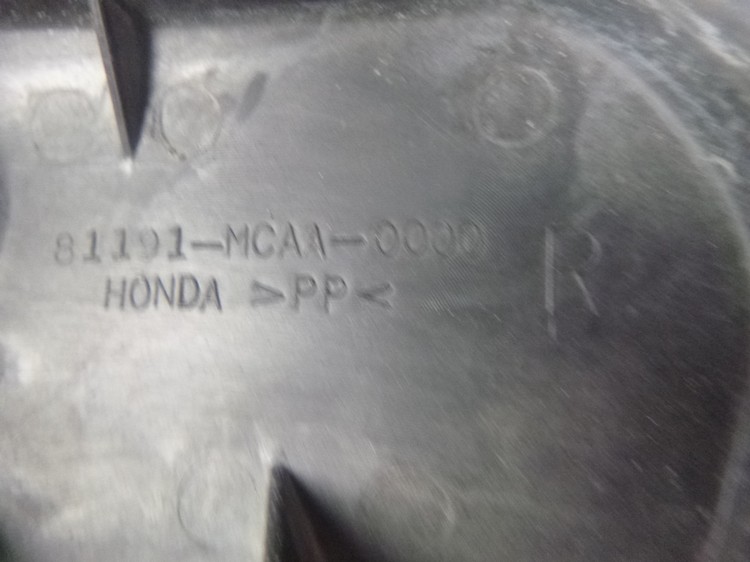 81191-MCAA-0000
HONDA >PP<
R